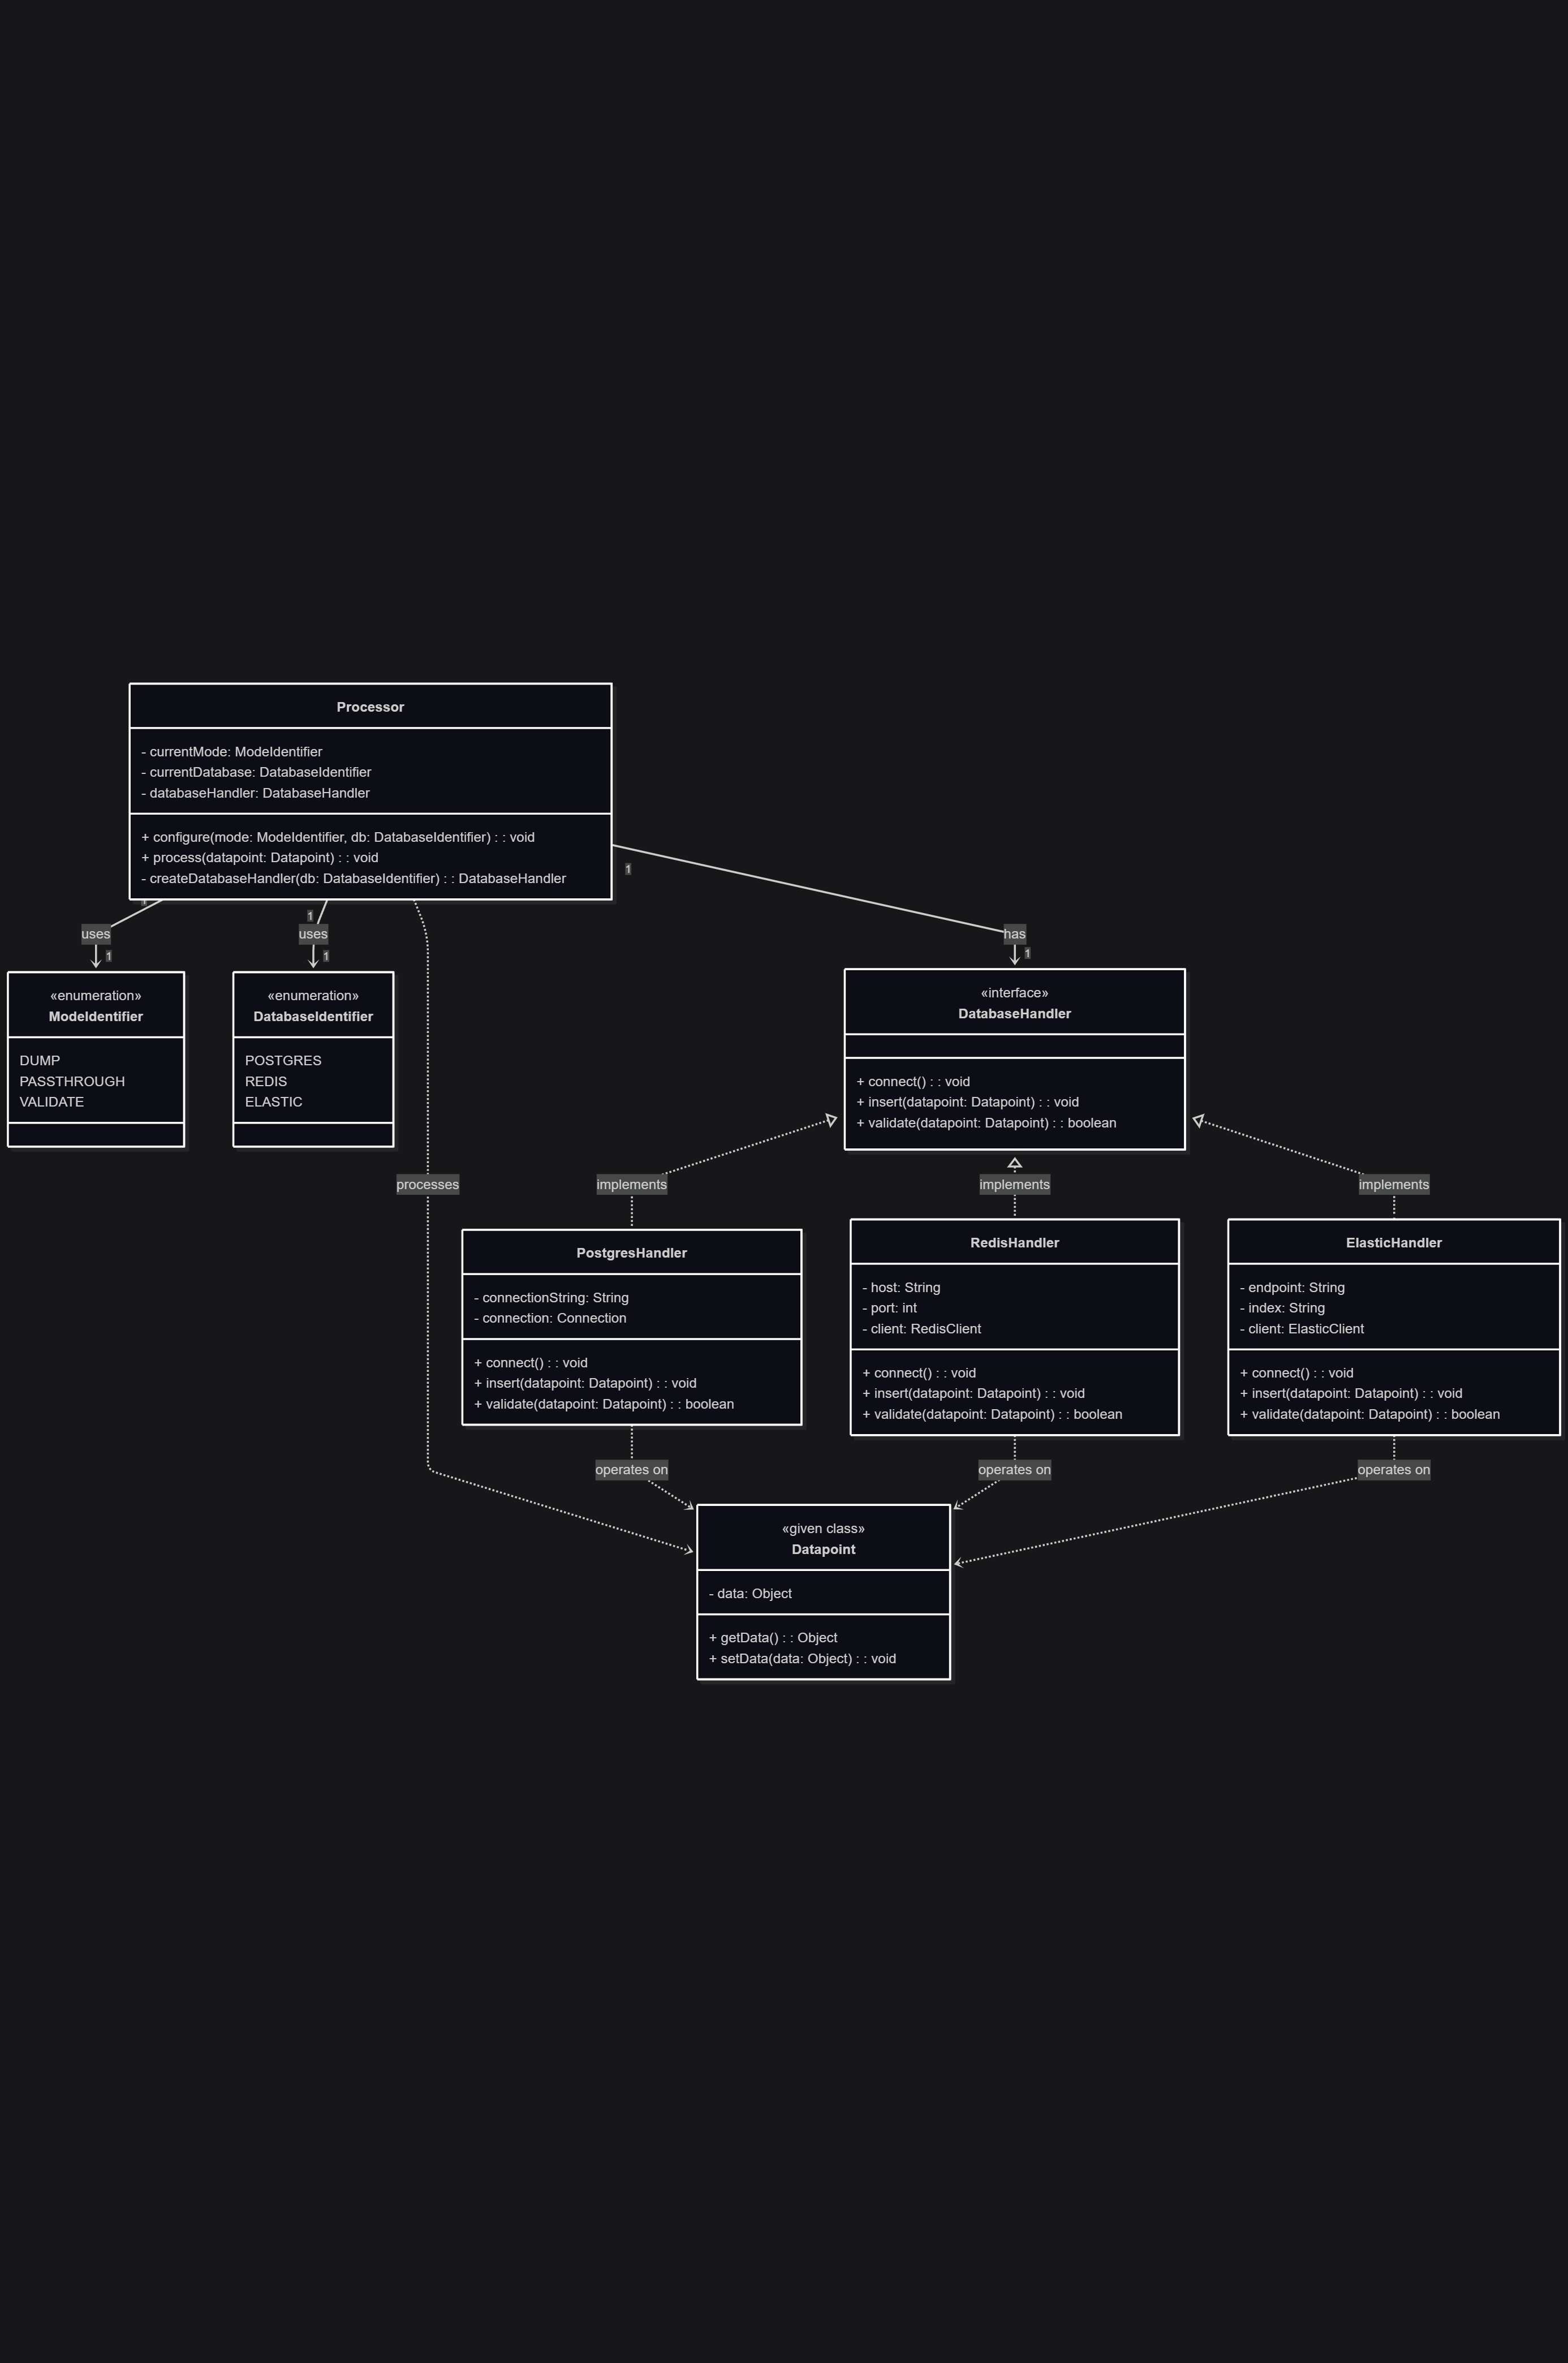 Processor
- currentMode: ModeIdentifier
- currentDatabase: DatabaseIdentifier
- databaseHandler: DatabaseHandler
+ configure(mode: ModeIdentifier, db: DatabaseIdentifier) : : void
+ process(datapoint: Datapoint) : : void
- createDatabaseHandler(db: DatabaseIdentifier) : : DatabaseHandler
1
1
1
uses
uses
has
1
1
1
«enumeration»
ModeIdentifier
DUMP
PASSTHROUGH
VALIDATE
«enumeration»
DatabaseIdentifier
POSTGRES
REDIS
ELASTIC
«interface»
DatabaseHandler
+ connect() : : void
+ insert(datapoint: Datapoint) : : void
+ validate(datapoint: Datapoint) : : boolean
processes
implements
implements
implements
PostgresHandler
- connectionString: String
- connection: Connection
+ connect() : : void
+ insert(datapoint: Datapoint) : : void
+ validate(datapoint: Datapoint) : : boolean
RedisHandler
- host: String
- port: int
- client: RedisClient
+ connect() : : void
+ insert(datapoint: Datapoint) : : void
+ validate(datapoint: Datapoint) : : boolean
ElasticHandler
- endpoint: String
- index: String
- client: ElasticClient
+ connect() : : void
+ insert(datapoint: Datapoint) : : void
+ validate(datapoint: Datapoint) : : boolean
operates on
operates on
operates on
«given class»
Datapoint
- data: Object
+ getData() : : Object
+ setData(data: Object) : : void